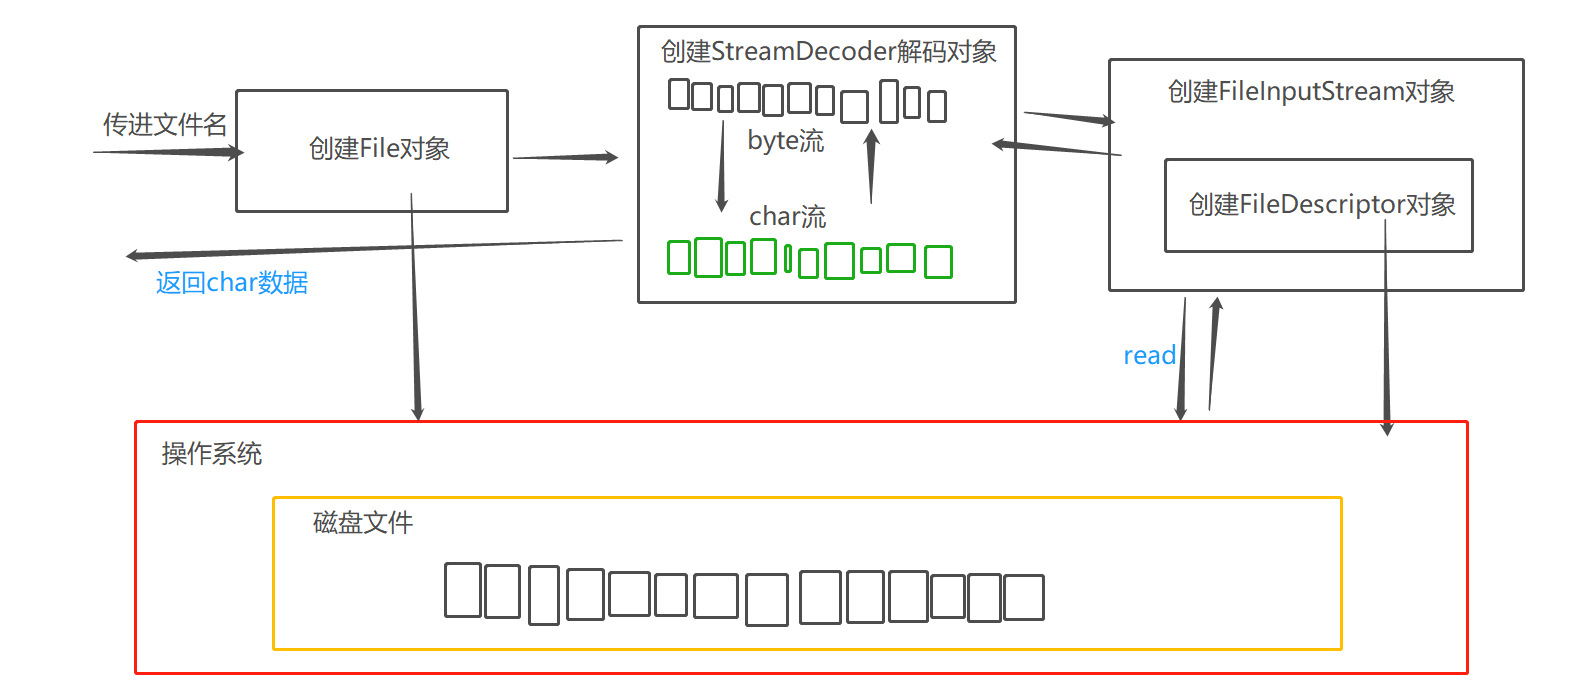 传进文件名
创建File对象
返回char数据
创建StreamDecoder解码对象
byte流
char流
创建FileInputStream对象
创建FileDescriptor对象
read
操作系统
磁盘文件